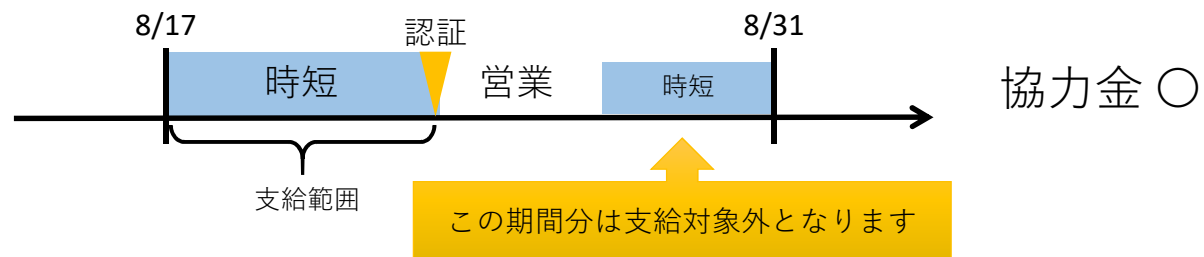 8/17
認証
8/31
時短
営業
時短
協力金 〇
支給範囲
この期間分は支給対象外となります